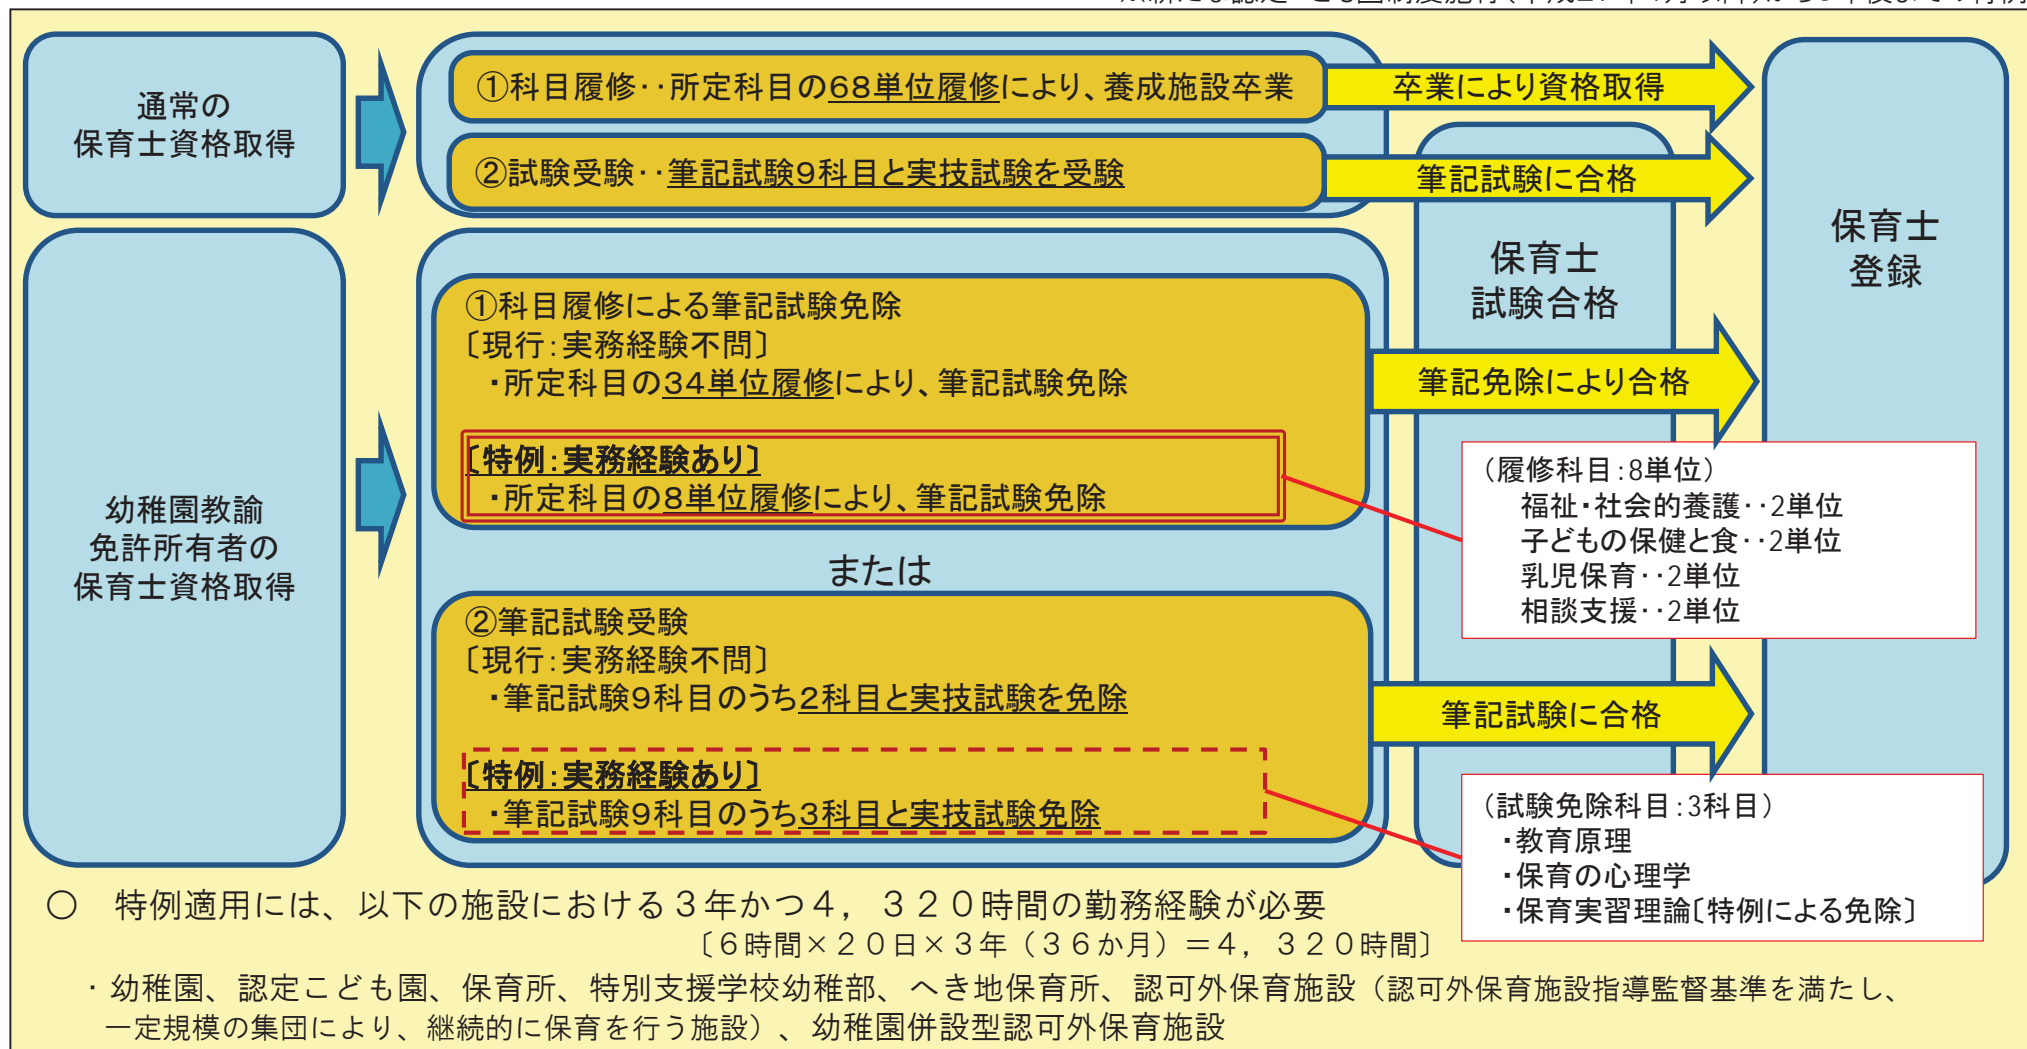 通常の
保育士資格取得
①科目履修‥所定科目の68単位履修により、養成施設卒業
卒業により資格取得
②試験受験‥筆記試験9科目と実技試験を受験
筆記試験に合格
保育士
登録
保育士
試験合格
幼稚園教諭
免許所有者の
保育士資格取得
①科目履修による筆記試験免除
〔現行:実務経験不問〕
・所定科目の34単位履修により、筆記試験免除
〔特例:実務経験あり〕
・所定科目の8単位履修により、筆記試験免除
筆記免除により合格
(履修科目:8単位)
福祉・社会的養護‥2単位
子どもの保健と食‥2単位
乳児保育‥2単位
相談支援‥2単位
または
②筆記試験受験
〔現行:実務経験不問〕
・筆記試験9科目のうち2科目と実技試験を免除
〔特例:実務経験あり〕
・筆記試験9科目のうち3科目と実技試験免除
筆記試験に合格
(試験免除科目:3科目)
・教育原理
・保育の心理学
・保育実習理論〔特例による免除〕
○　特例適用には、以下の施設における3年かつ4,320時間の勤務経験が必要
〔6時間×20日×3年(36か月)=4,320時間〕
・幼稚園、認定こども園、保育所、特別支援学校幼稚部、へき地保育所、認可外保育施設(認可外保育施設指導監督基準を満たし、
一定規模の集団により、継続的に保育を行う施設)、幼稚園併設型認可外保育施設